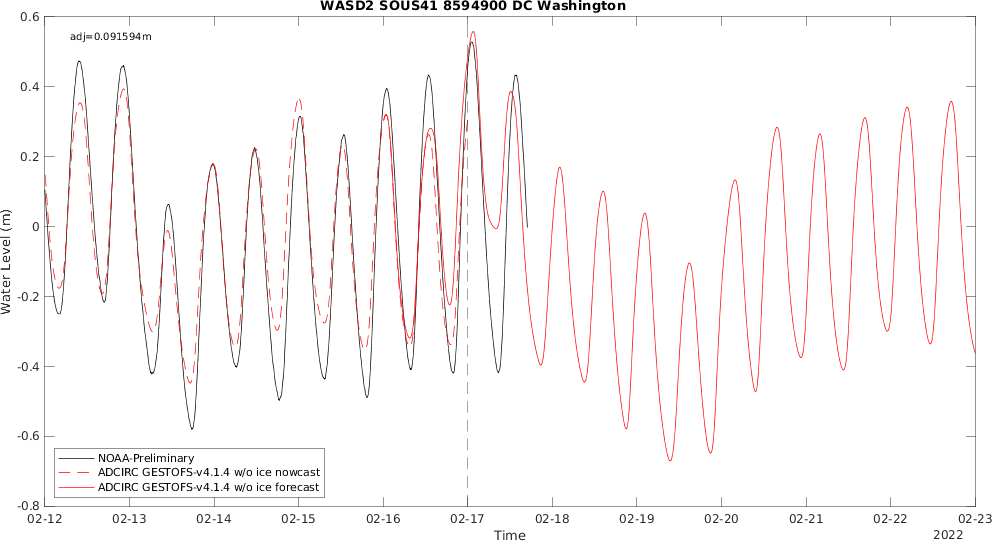 WASD2 SOUS41 8594900 DC Washington
adj=0.091594m
0.6
0.4
0.2
0
-0.2
-0.4
-0.6
-0.8
Water Level (m)
NOAA-Preliminary
ADCIRC GESTOFS-v4.1.4 w/o ice nowcast
ADCIRC GESTOFS-v4.1.4 w/o ice forecast
02-12 02-13 02-14 02-15 02-16 02-17 02-18 02-19 02-20 02-21 02-22 02-23
Time
2022